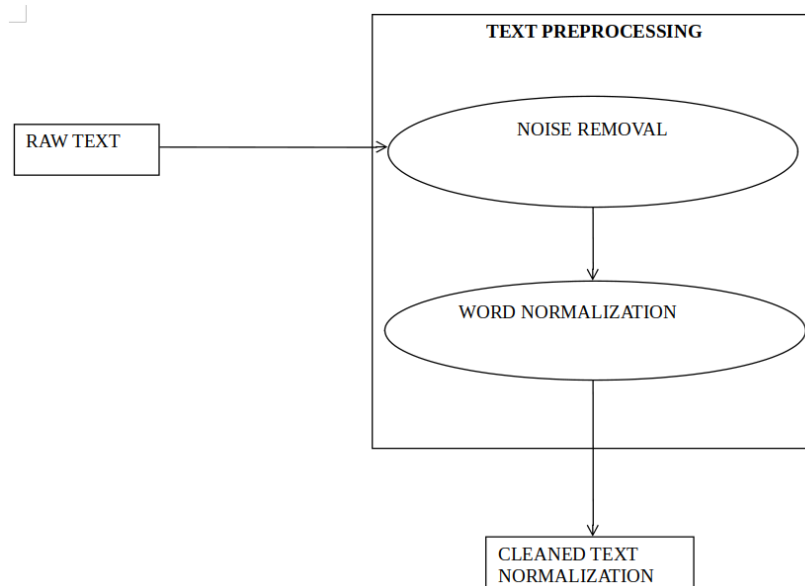 TEXT PREPROCESSING
NOISE REMOVAL
RAW TEXT
WORD NORMALIZATION
CLEANED TEXT
NORMALIZATION